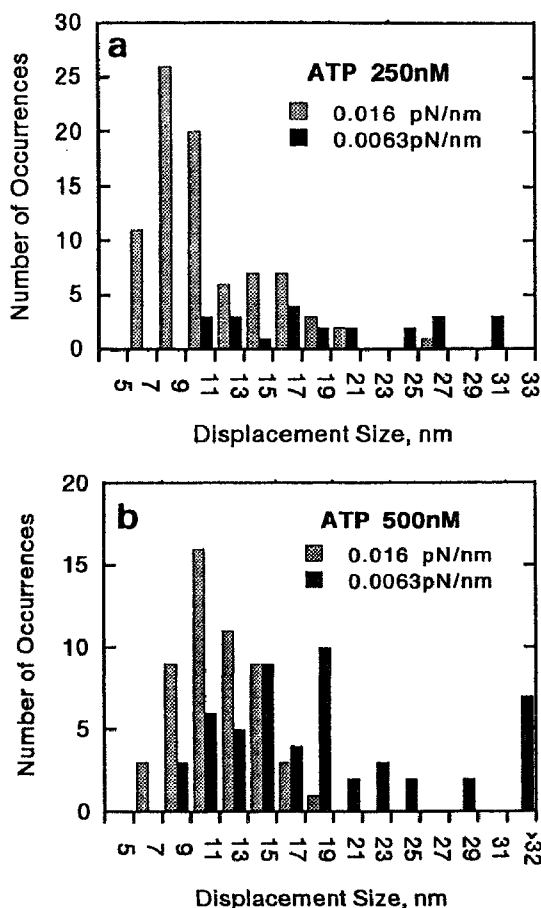 a
ATP 250nM
0.016 pN/nm
0.0063pN/nm
Number of Occurrences
30
25
20
15
10
5
0
5 7 9 11 13 15 17 19 21 23 25 27 29 31 33
Displacement Size, nm
b
ATP 500nM
0.016 pN/nm
0.0063pN/nm
Number of Occurrences
20
15
10
5
0
5 7 9 11 13 15 17 19 21 23 25 27 29 31 >32
Displacement Size, nm